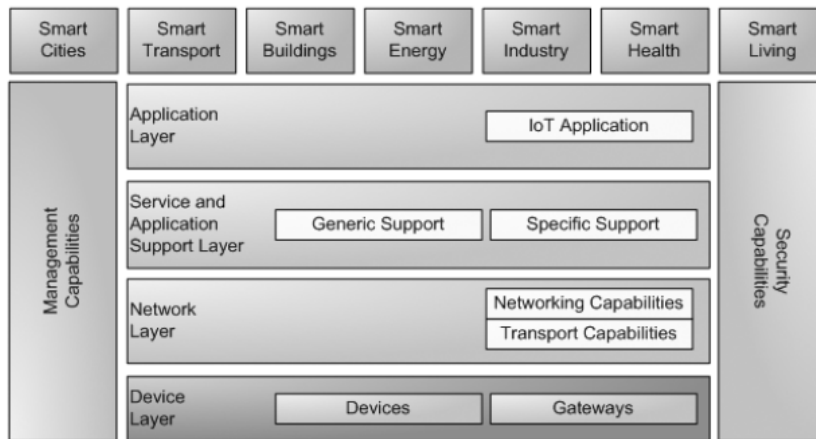 Smart
Cities
Smart
Transport
Smart
Buildings
Smart
Energy
Smart
Industry
Smart
Health
Smart
Living
Management
Capabilities
Application
Layer
IoT Application
Service and
Application
Support Layer
Generic Support
Specific Support
Network
Layer
Networking Capabilities
Transport Capabilities
Device
Layer
Devices
Gateways
Security
Capabilities